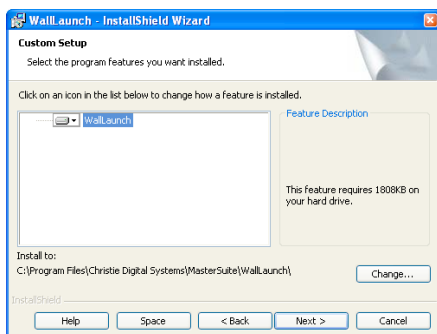 WallLaunch - InstallShield Wizard
Custom Setup
Select the program features you want installed.
Click on an icon in the list below to change how a feature is installed.
WallLaunch
Feature Description
This feature requires 1808KB on
your hard drive.
Install to:
C:\Program Files\Christie Digital Systems\MasterSuite\WallLaunch\
Change...
InstallShield
Help
Space
< Back
Next >
Cancel